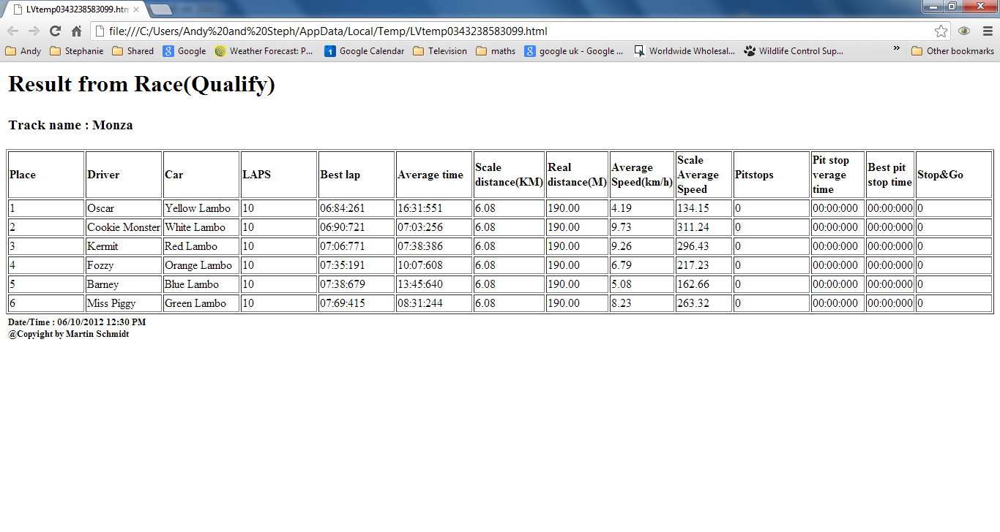 LVtemp0343238583099.htm
file:///C:/Users/Andy%20and%20Steph/AppData/Local/Temp/LVtemp0343238583099.html
Andy Stephanie Shared Google Weather Forecast: P... Google Calendar Television maths google uk - Google ... Worldwide Wholesal... Wildlife Control Sup... » Other bookmarks
Result from Race(Qualify)
Track name : Monza
Place Driver Car LAPS Best lap Average time Scale distance(KM) Real distance(M) Average Speed(km/h) Scale Average Speed Pitstops Pit stop verage time Best pit stop time Stop&Go
1 Oscar Yellow Lambo 10 06:84:261 16:31:551 6.08 190.00 4.19 134.15 0 00:00:000 00:00:000 0
2 Cookie Monster White Lambo 10 06:90:721 07:03:256 6.08 190.00 9.73 311.24 0 00:00:000 00:00:000 0
3 Kermit Red Lambo 10 07:06:771 07:38:386 6.08 190.00 9.26 296.43 0 00:00:000 00:00:000 0
4 Fozzy Orange Lambo 10 07:35:191 10:07:608 6.08 190.00 6.79 217.23 0 00:00:000 00:00:000 0
5 Barney Blue Lambo 10 07:38:679 13:45:640 6.08 190.00 5.08 162.66 0 00:00:000 00:00:000 0
6 Miss Piggy Green Lambo 10 07:69:415 08:31:244 6.08 190.00 8.23 263.32 0 00:00:000 00:00:000 0
Date/Time : 06/10/2012 12:30 PM
@Copyight by Martin Schmidt